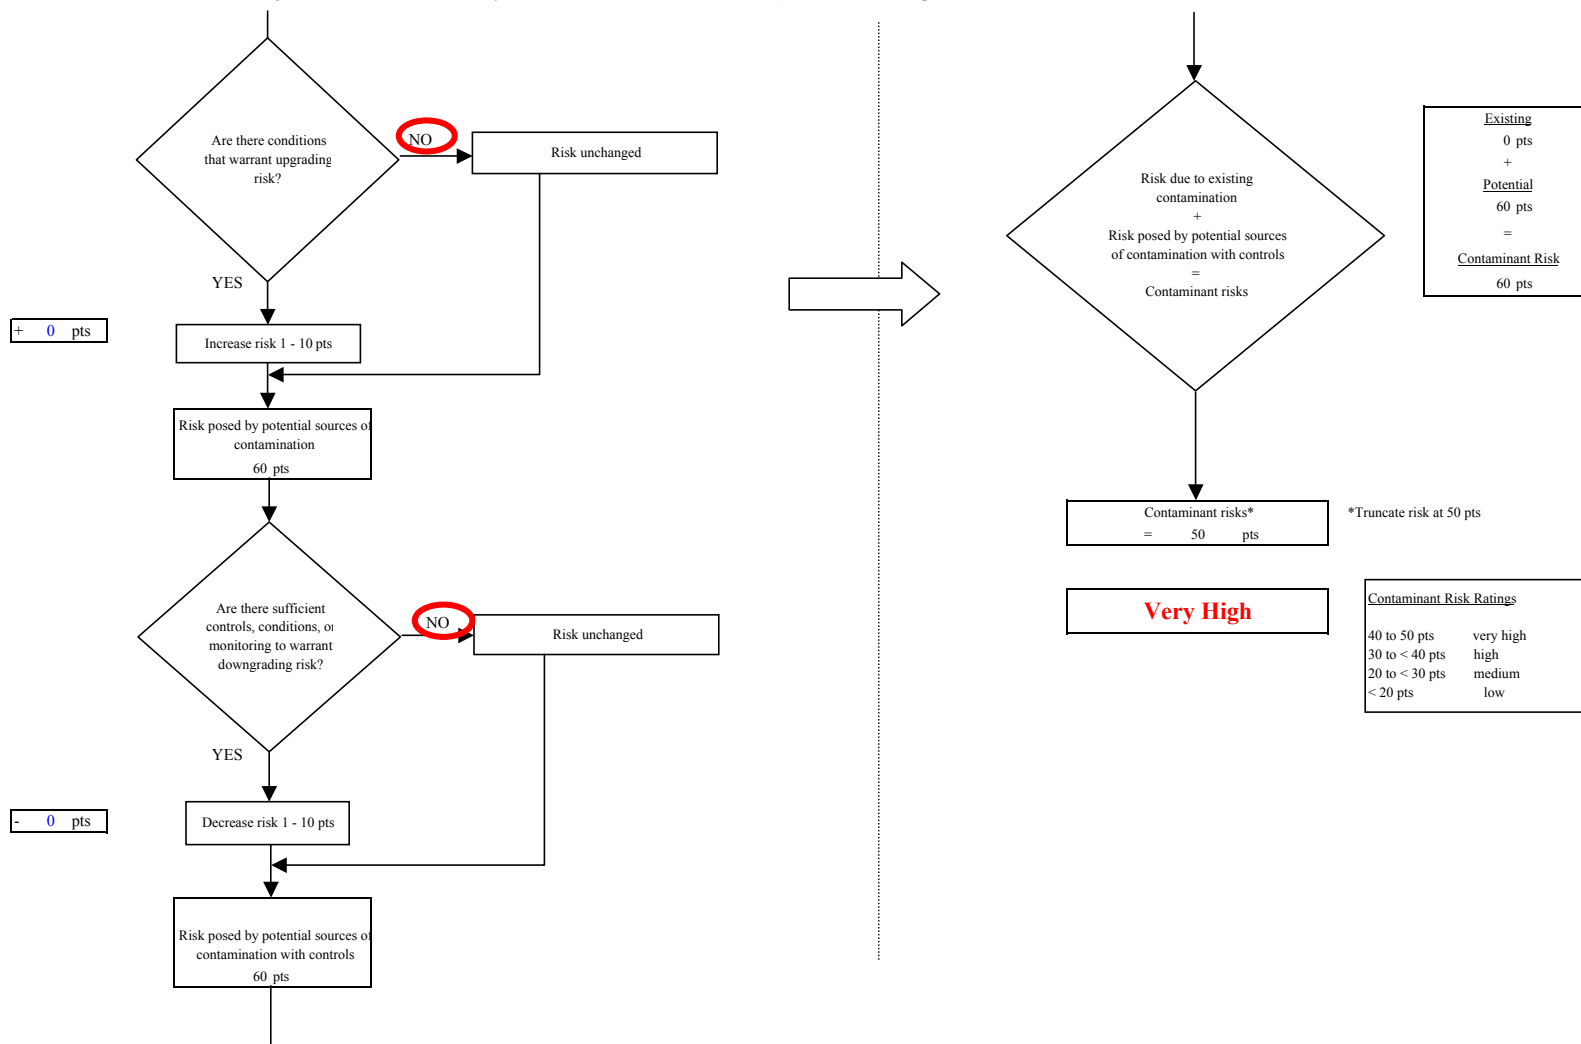 Are there conditions
that warrant upgrading
risk?
NO
Risk unchanged
YES
+ 0 pts
Increase risk 1 - 10 pts
Risk posed by potential sources of
contamination
60 pts
Are there sufficient
controls, conditions, or
monitoring to warrant
downgrading risk?
NO
Risk unchanged
YES
- 0 pts
Decrease risk 1 - 10 pts
Risk posed by potential sources of
contamination with controls
60 pts
Risk due to existing
contamination
+
Risk posed by potential sources
of contamination with controls
=
Contaminant risks
Existing
0 pts
+
Potential
60 pts
=
Contaminant Risk
60 pts
Contaminant risks*
= 50 pts
*Truncate risk at 50 pts
Very High
Contaminant Risk Ratings
40 to 50 pts very high
30 to < 40 pts high
20 to < 30 pts medium
< 20 pts low